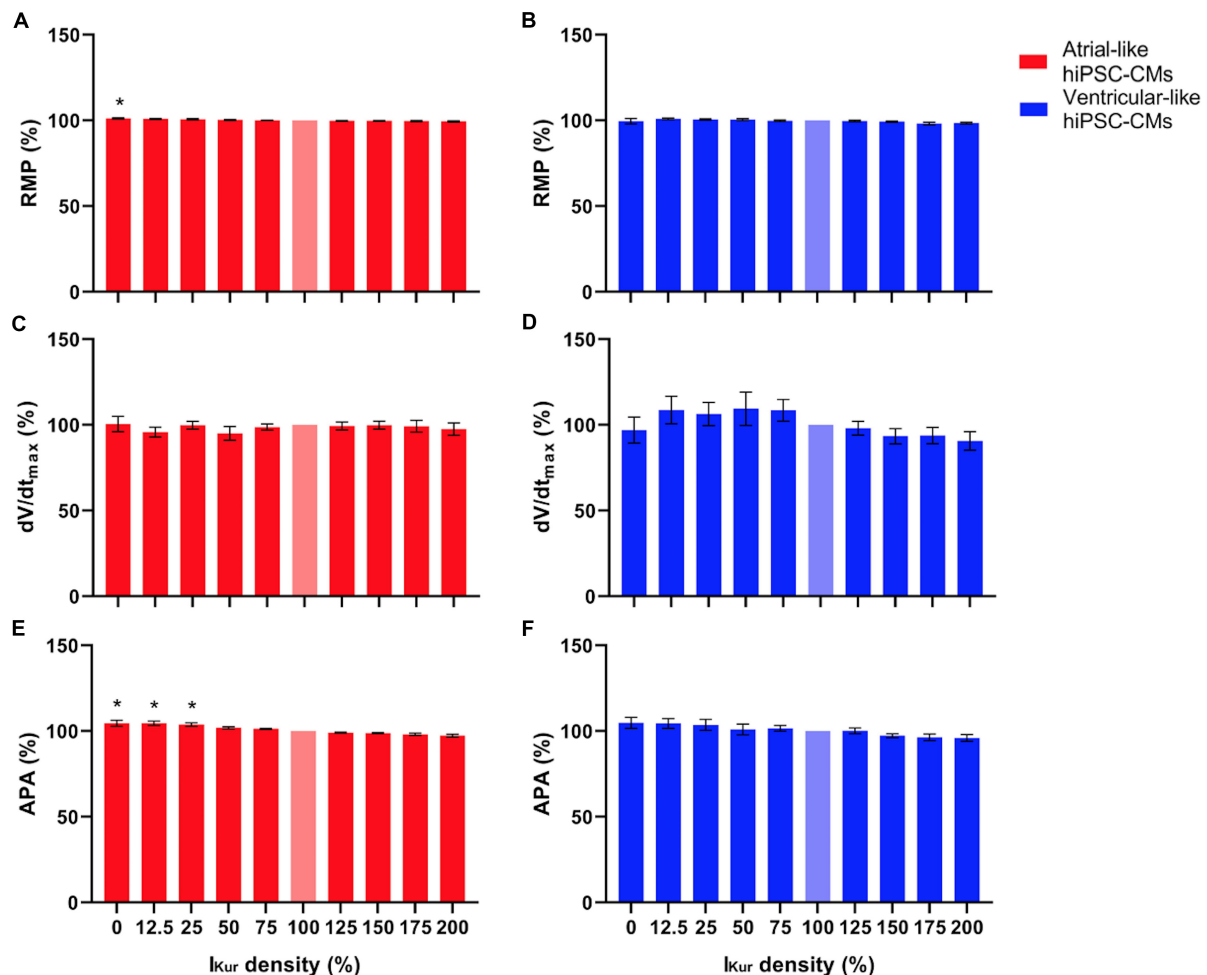 A
150
100
50
0
RMP (%)
*
B
150
100
50
0
RMP (%)
Atrial-like
hiPSC-CMs
Ventricular-like
hiPSC-CMs
C
150
100
50
0
dV/dtmax (%)
D
150
100
50
0
dV/dtmax (%)
E
150
100
50
0
APA (%)
* * *
0 12.5 25 50 75 100 125 150 175 200
IKur density (%)
F
150
100
50
0
APA (%)
0 12.5 25 50 75 100 125 150 175 200
IKur density (%)